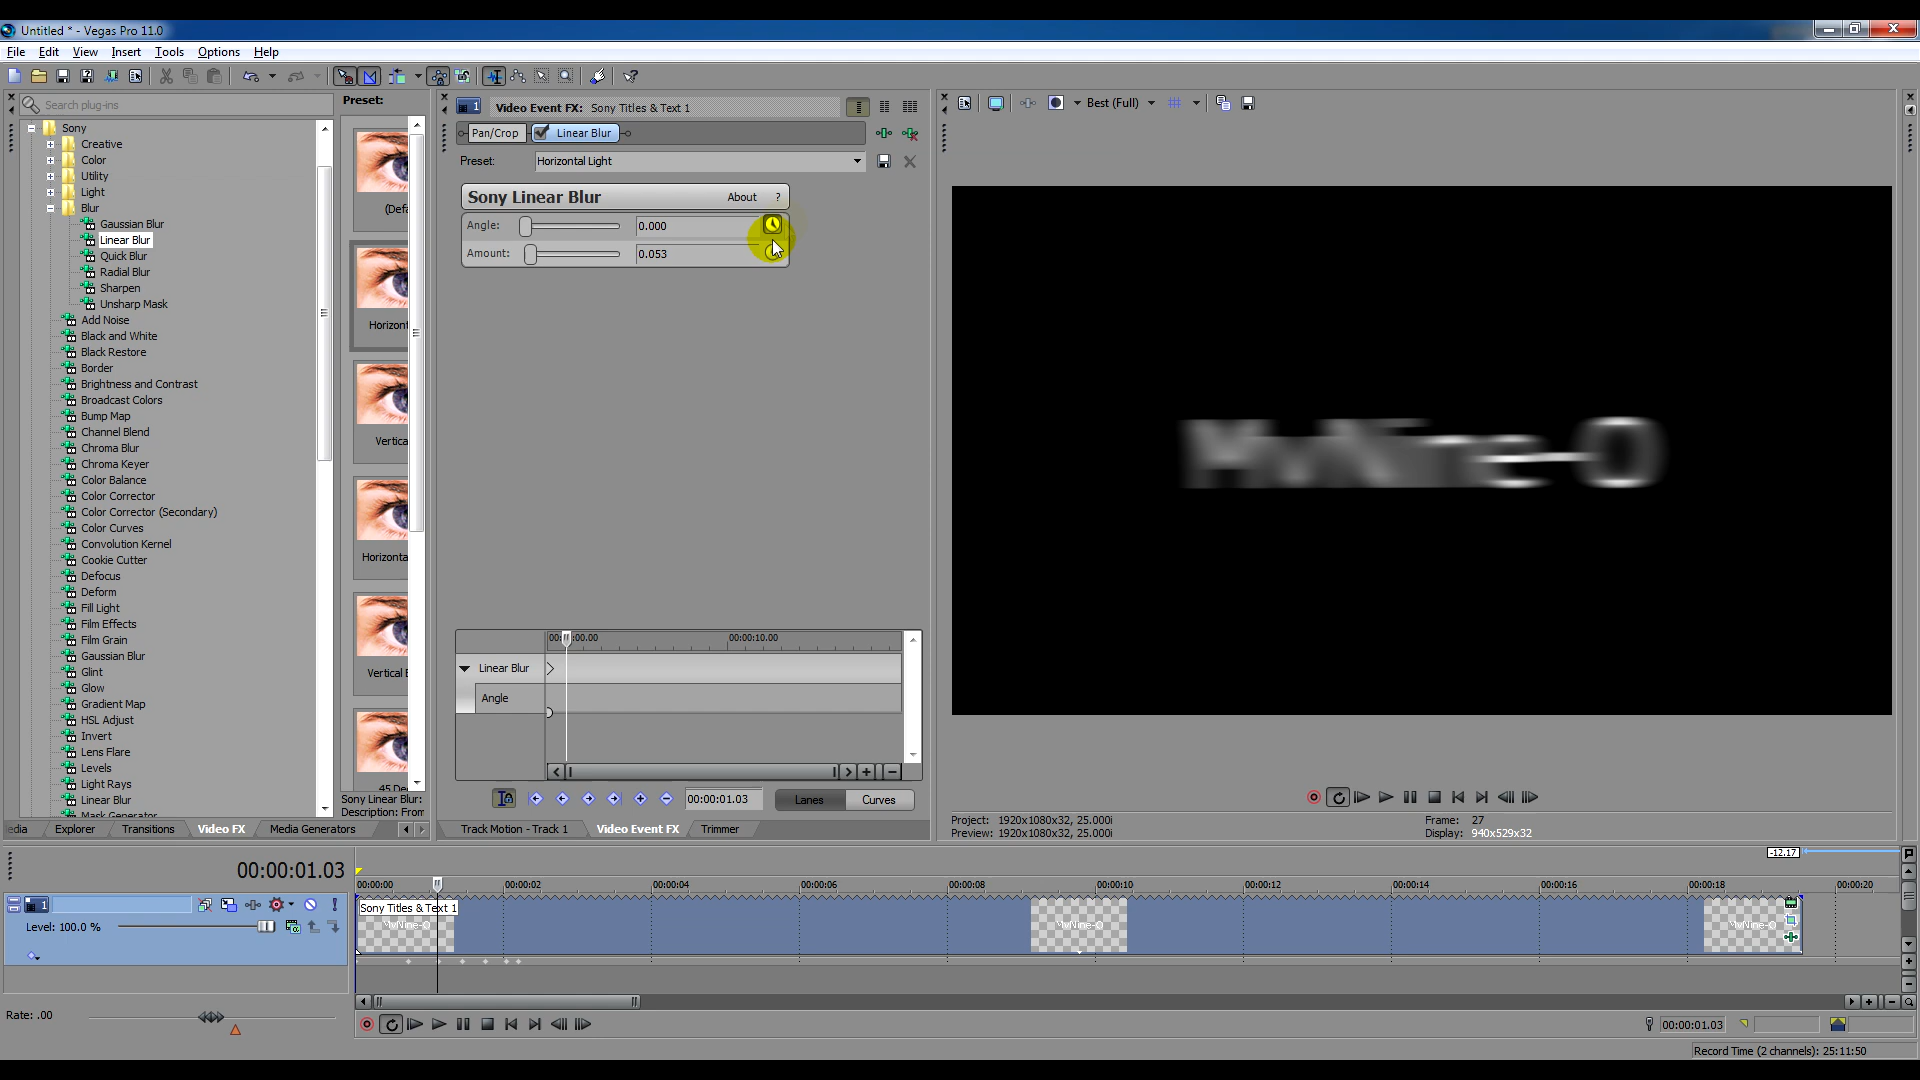 Untitled * - Vegas Pro 11.0
File Edit View Insert Tools Options Help
Search plug-ins
Preset:
Sony
Creative
Color
Utility
Light
Blur
Gaussian Blur
Linear Blur
Quick Blur
Radial Blur
Sharpen
Unsharp Mask
Add Noise
Black and White
Black Restore
Border
Brightness and Contrast
Broadcast Colors
Bump Map
Channel Blend
Chroma Blur
Chroma Keyer
Color Balance
Color Corrector
Color Corrector (Secondary)
Color Curves
Convolution Kernel
Cookie Cutter
Defocus
Deform
Fill Light
Film Effects
Film Grain
Gaussian Blur
Glint
Glow
Gradient Map
HSL Adjust
Invert
Lens Flare
Levels
Light Rays
Linear Blur
Mask Generator
(Defa
Horizont
Vertica
Horizonta
Vertical B
45 De
Sony Linear Blur:
Description: From
edia Explorer Transitions Video FX Media Generators
1 Video Event FX: Sony Titles & Text 1
Pan/Crop Linear Blur
Preset: Horizontal Light
Sony Linear Blur About ?
Angle: 0.000
Amount: 0.053
00:00:10.00
Linear Blur
Angle
00:00:01.03 Lanes Curves
Track Motion - Track 1 Video Event FX Trimmer
Best (Full)
Project: 1920x1080x32, 25.000i
Preview: 1920x1080x32, 25.000i
Frame: 27
Display: 940x529x32
00:00:01.03
-12.17
00:00:00 00:00:02 00:00:04 00:00:06 00:00:08 00:00:10 00:00:12 00:00:14 00:00:16 00:00:18 00:00:20
1
Level: 100.0 %
Sony Titles & Text 1
Rate: .00
00:00:01.03
Record Time (2 channels): 25:11:50